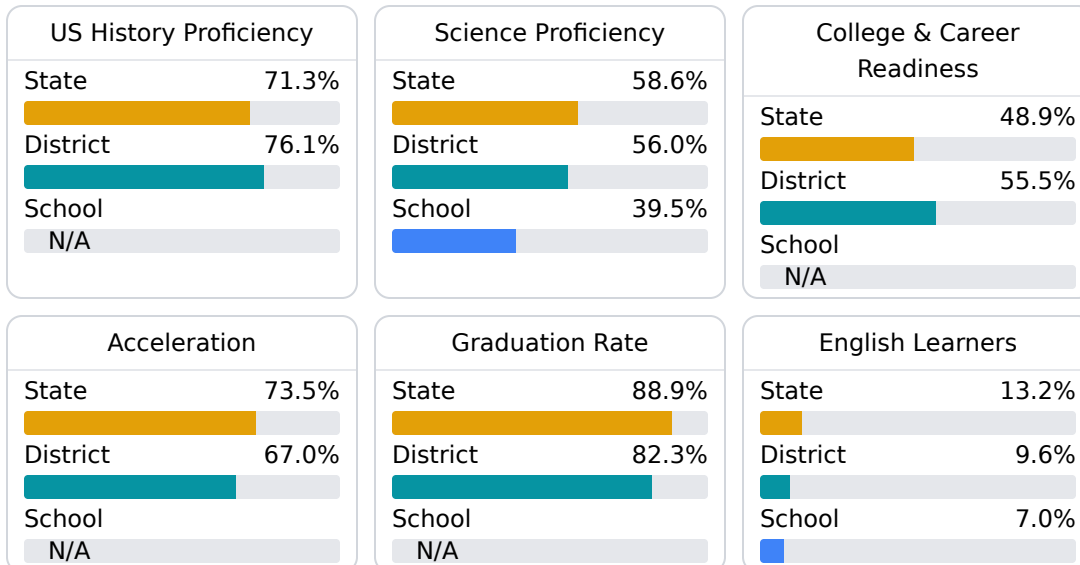 US History Proficiency
State 71.3%
District 76.1%
School
N/A
Science Proficiency
State 58.6%
District 56.0%
School 39.5%
College & Career
Readiness
State 48.9%
District 55.5%
School
N/A
Acceleration
State 73.5%
District 67.0%
School
N/A
Graduation Rate
State 88.9%
District 82.3%
School
N/A
English Learners
State 13.2%
District 9.6%
School 7.0%